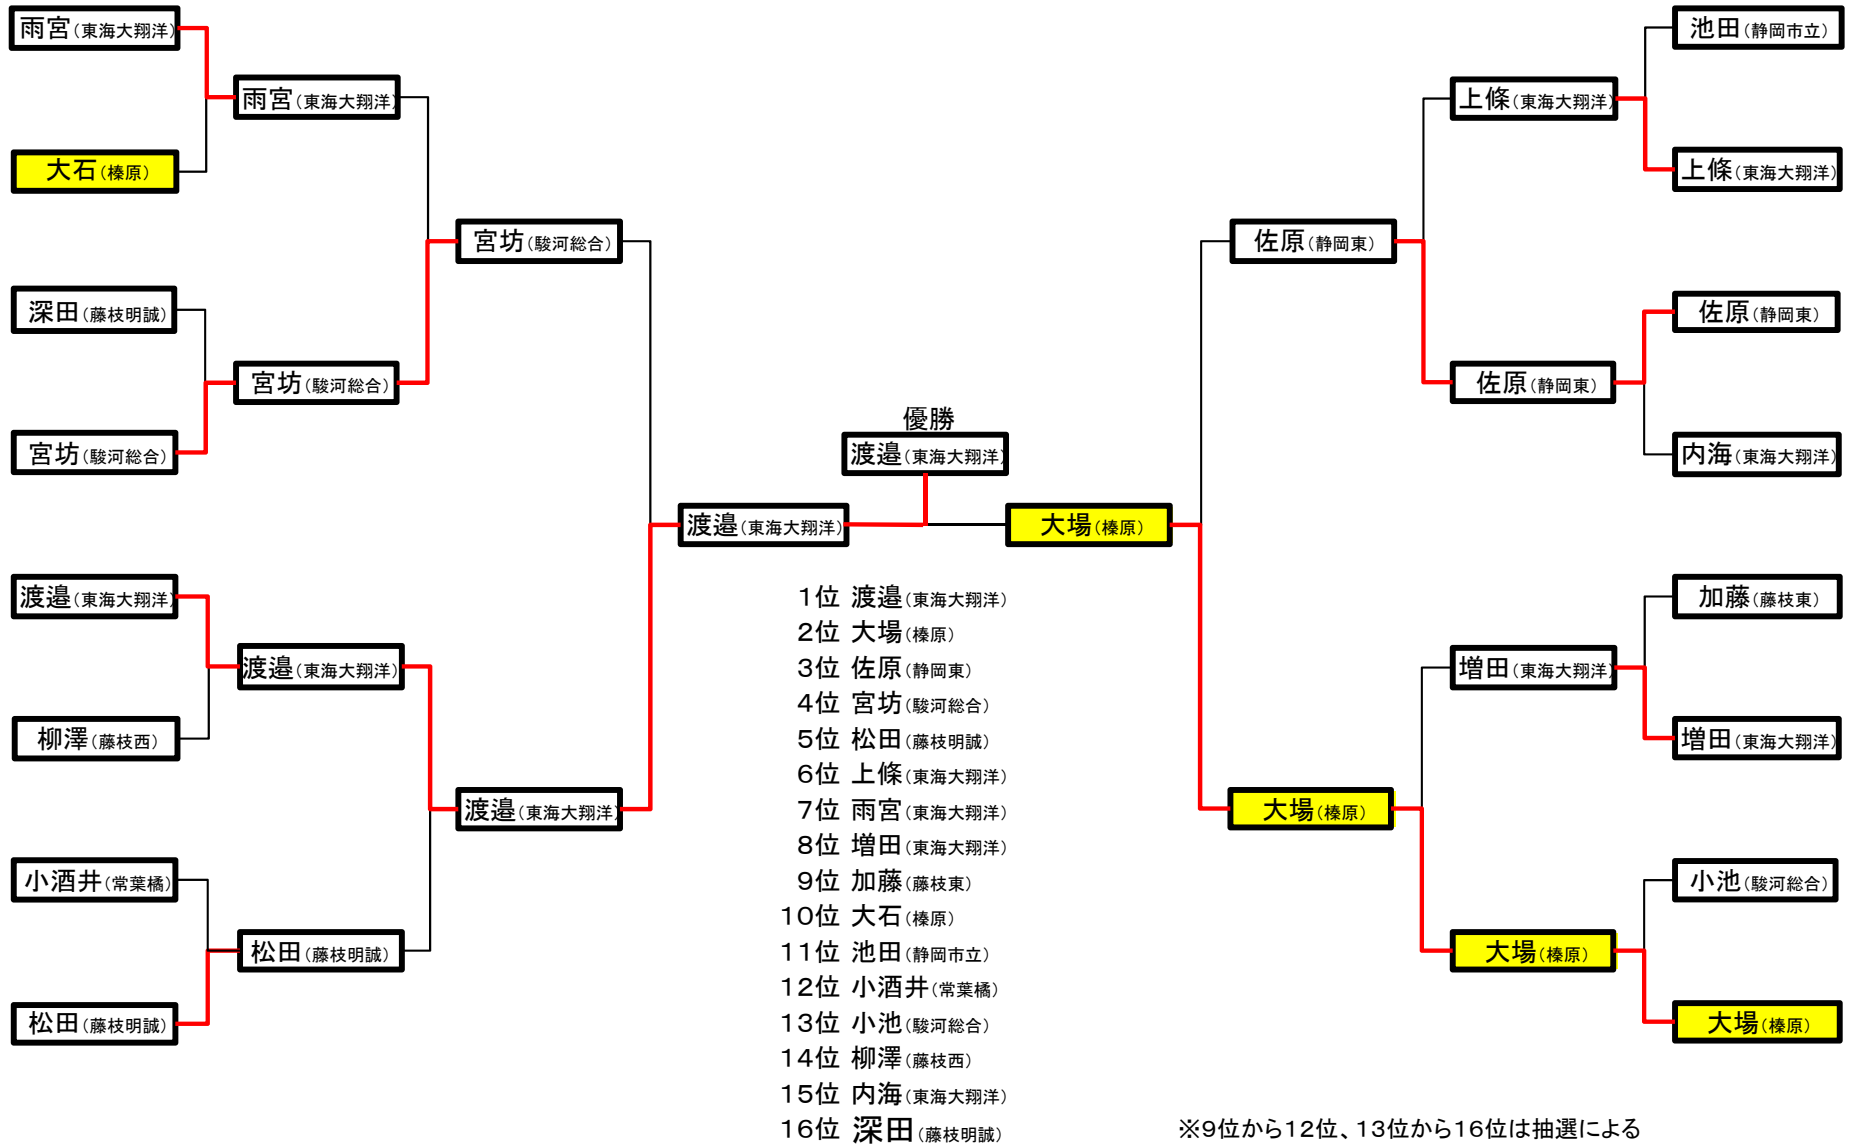 雨宮(東海大翔洋)
大石(榛原)
深田(藤枝明誠)
宮坊(駿河総合)
渡邉(東海大翔洋)
柳澤(藤枝西)
小酒井(常葉橘)
松田(藤枝明誠)
雨宮(東海大翔洋)
宮坊(駿河総合)
渡邉(東海大翔洋)
松田(藤枝明誠)
宮坊(駿河総合)
渡邉(東海大翔洋)
渡邉(東海大翔洋)
優勝
渡邉(東海大翔洋)
大場(榛原)
佐原(静岡東)
大場(榛原)
上條(東海大翔洋)
佐原(静岡東)
増田(東海大翔洋)
大場(榛原)
池田(静岡市立)
上條(東海大翔洋)
佐原(静岡東)
内海(東海大翔洋)
加藤(藤枝東)
増田(東海大翔洋)
小池(駿河総合)
大場(榛原)
1位 渡邉(東海大翔洋)
2位 大場(榛原)
3位 佐原(静岡東)
4位 宮坊(駿河総合)
5位 松田(藤枝明誠)
6位 上條(東海大翔洋)
7位 雨宮(東海大翔洋)
8位 増田(東海大翔洋)
9位 加藤(藤枝東)
10位 大石(榛原)
11位 池田(静岡市立)
12位 小酒井(常葉橘)
13位 小池(駿河総合)
14位 柳澤(藤枝西)
15位 内海(東海大翔洋)
16位 深田(藤枝明誠)
※9位から12位、13位から16位は抽選による